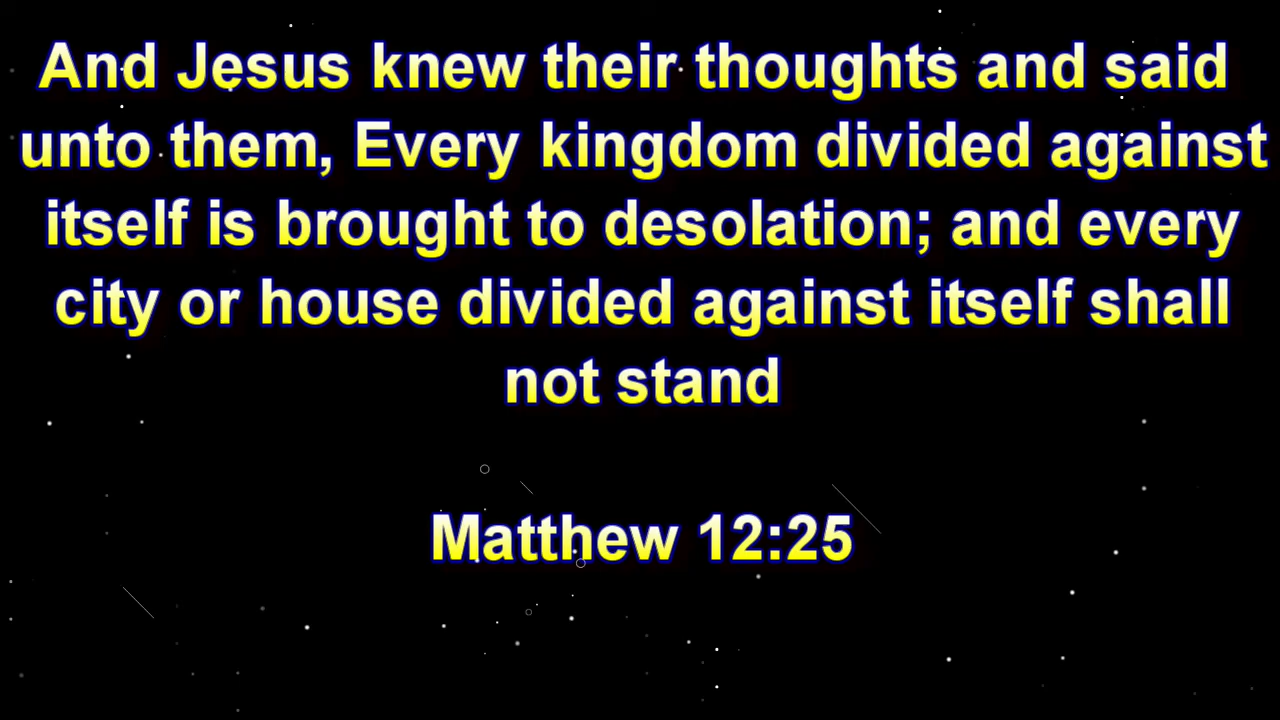 And Jesus knew their thoughts and said
unto them, Every kingdom divided against
itself is brought to desolation; and every
city or house divided against itself shall
not stand
Matthew 12:25